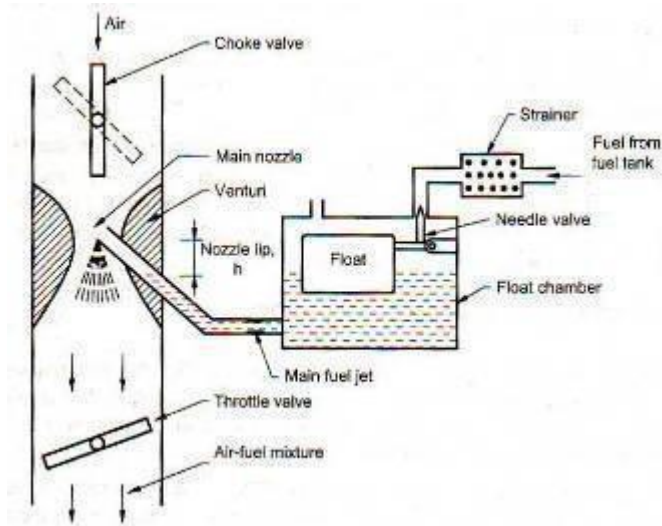 Air
Choke valve
Strainer
Fuel from
fuel tank
Main nozzle
Venturi
Needle valve
Nozzle lip,
h
Float
Float chamber
Main fuel jet
Throttle valve
Air-fuel mixture